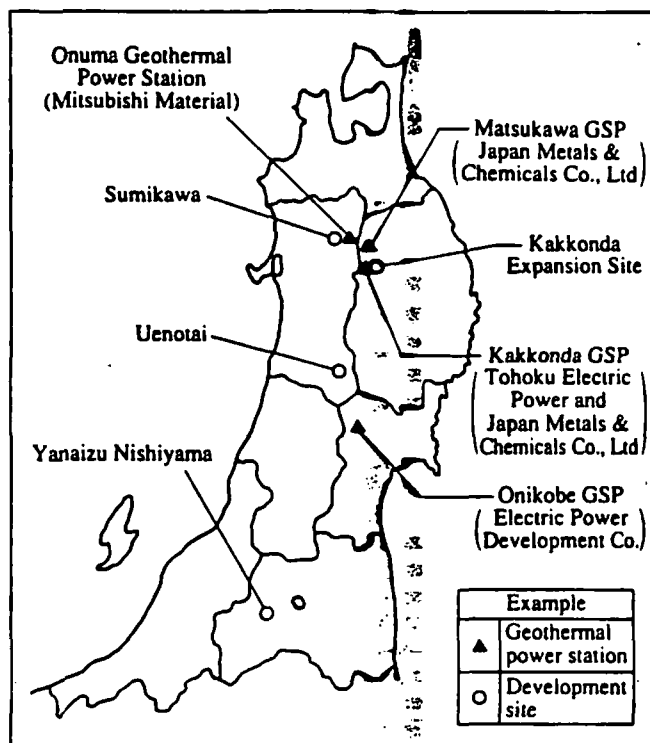 Onuma Geothermal
Power Station
(Mitsubishi Material)
Matsukawa GSP
(Japan Metals &
Chemicals Co., Ltd)
Sumikawa
Kakkonda
Expansion Site
Uenotai
Kakkonda GSP
(Tohoku Electric
Power and
Japan Metals &
Chemicals Co., Ltd)
Yanaizu Nishiyama
Onikobe GSP
(Electric Power
Development Co.)
Example
Geothermal
power station
Development
site